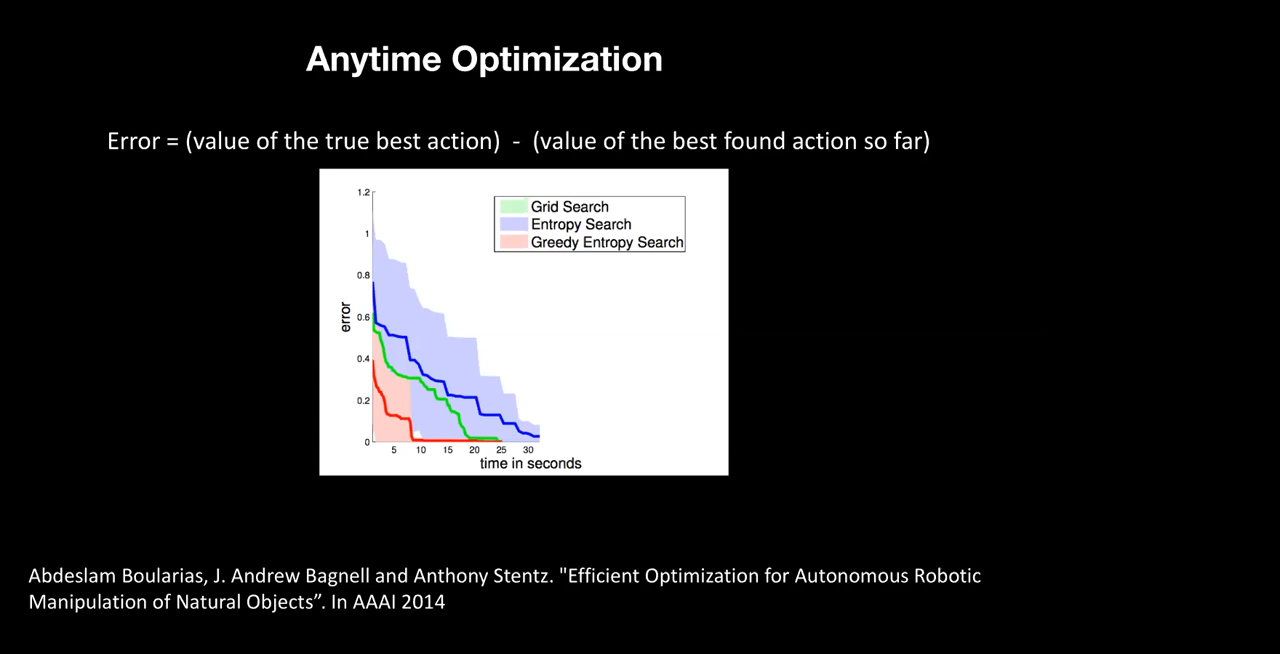 Anytime Optimization
Error = (value of the true best action)  -  (value of the best found action so far)
Grid Search
Entropy Search
Greedy Entropy Search
1.2
1
0.8
0.6
0.4
0.2
0
error
5 10 15 20 25 30
time in seconds
Abdeslam Boularias, J. Andrew Bagnell and Anthony Stentz. "Efficient Optimization for Autonomous Robotic
Manipulation of Natural Objects”. In AAAI 2014